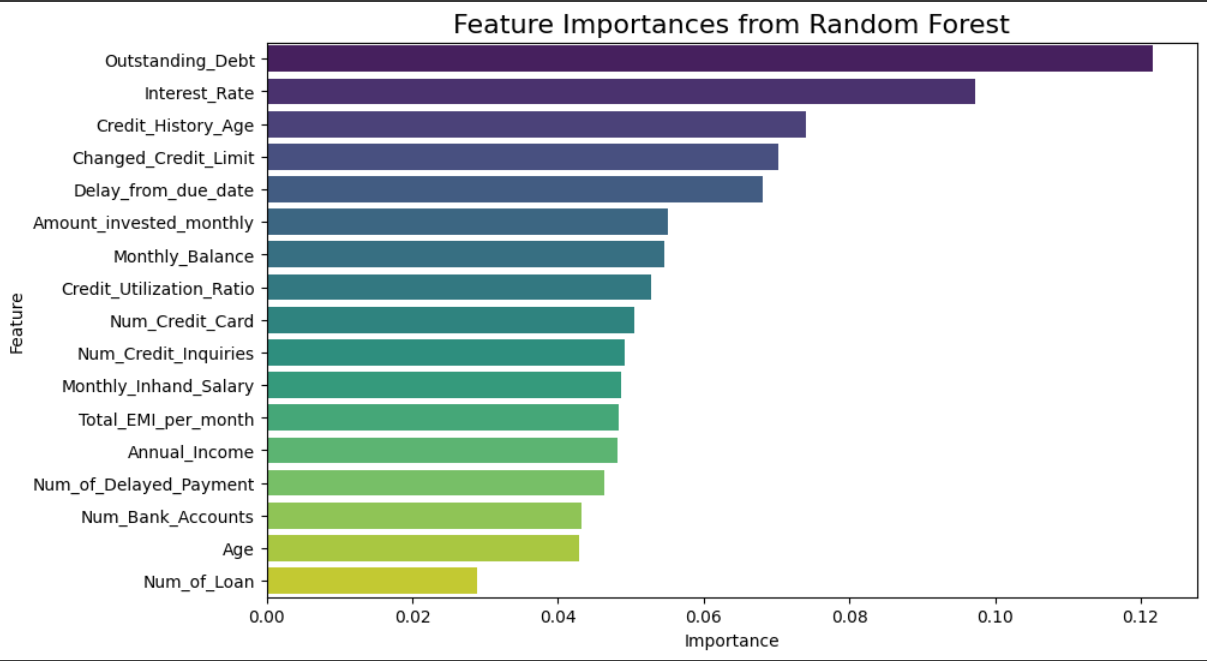 Feature Importances from Random Forest
Outstanding_Debt
Interest_Rate
Credit_History_Age
Changed_Credit_Limit
Delay_from_due_date
Amount_invested_monthly
Monthly_Balance
Credit_Utilization_Ratio
Num_Credit_Card
Num_Credit_Inquiries
Monthly_Inhand_Salary
Total_EMI_per_month
Annual_Income
Num_of_Delayed_Payment
Num_Bank_Accounts
Age
Num_of_Loan
Feature
0.00 0.02 0.04 0.06 0.08 0.10 0.12
Importance